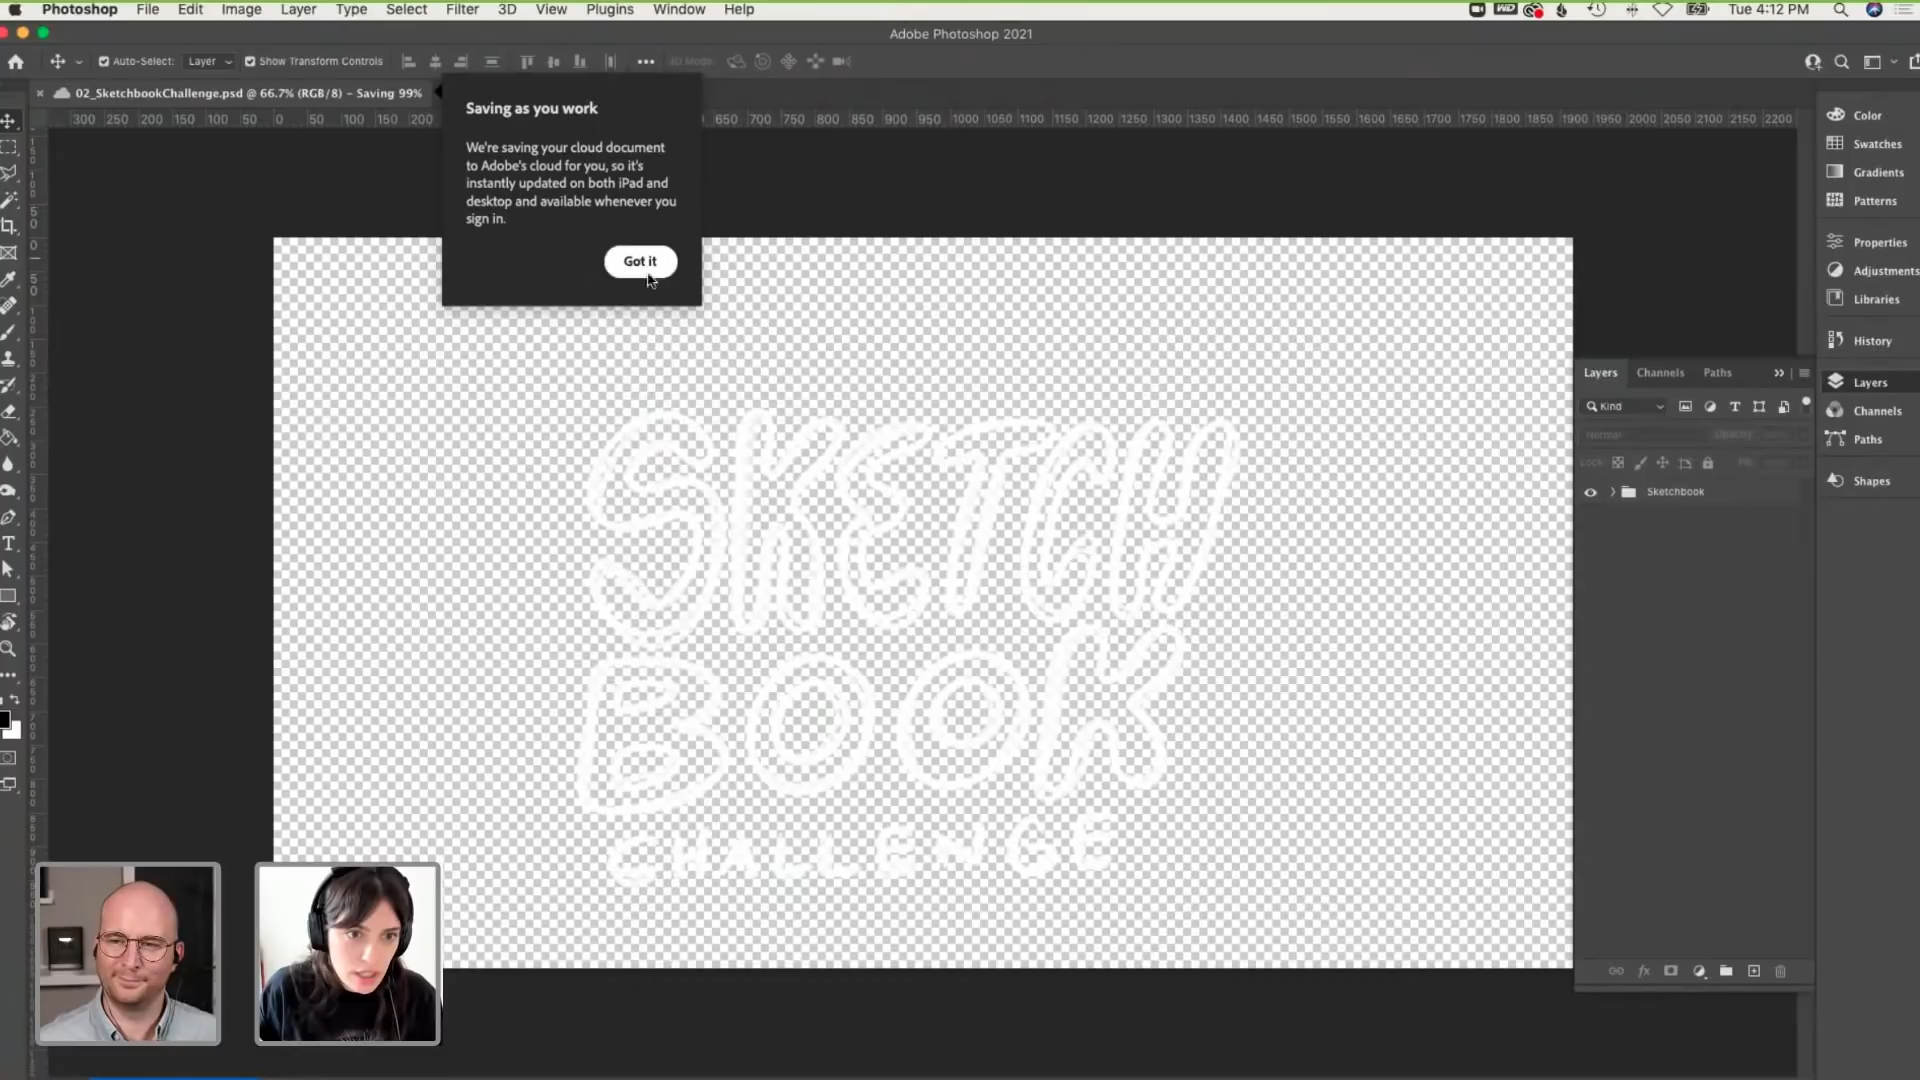 Photoshop File Edit Image Layer Type Select Filter 3D View Plugins Window Help Tue 4:12 PM
Adobe Photoshop 2021
Auto-Select: Layer Show Transform Controls 3D Mode:
02_SketchbookChallenge.psd @ 66.7% (RGB/8) – Saving 99%
300 250 200 150 100 50 0 50 100 150 200 650 700 750 800 850 900 950 1000 1050 1100 1150 1200 1250 1300 1350 1400 1450 1500 1550 1600 1650 1700 1750 1800 1850 1900 1950 2000 2050 2100 2150 2200
Saving as you work
We're saving your cloud document
to Adobe's cloud for you, so it's
instantly updated on both iPad and
desktop and available whenever you
sign in.
Got it
SKETCH
BOOK
CHALLENGE
Color
Swatches
Gradients
Patterns
Properties
Adjustments
Libraries
History
Layers
Channels
Paths
Shapes
Layers Channels Paths
Kind
Normal Opacity:
Lock: Fill:
Sketchbook